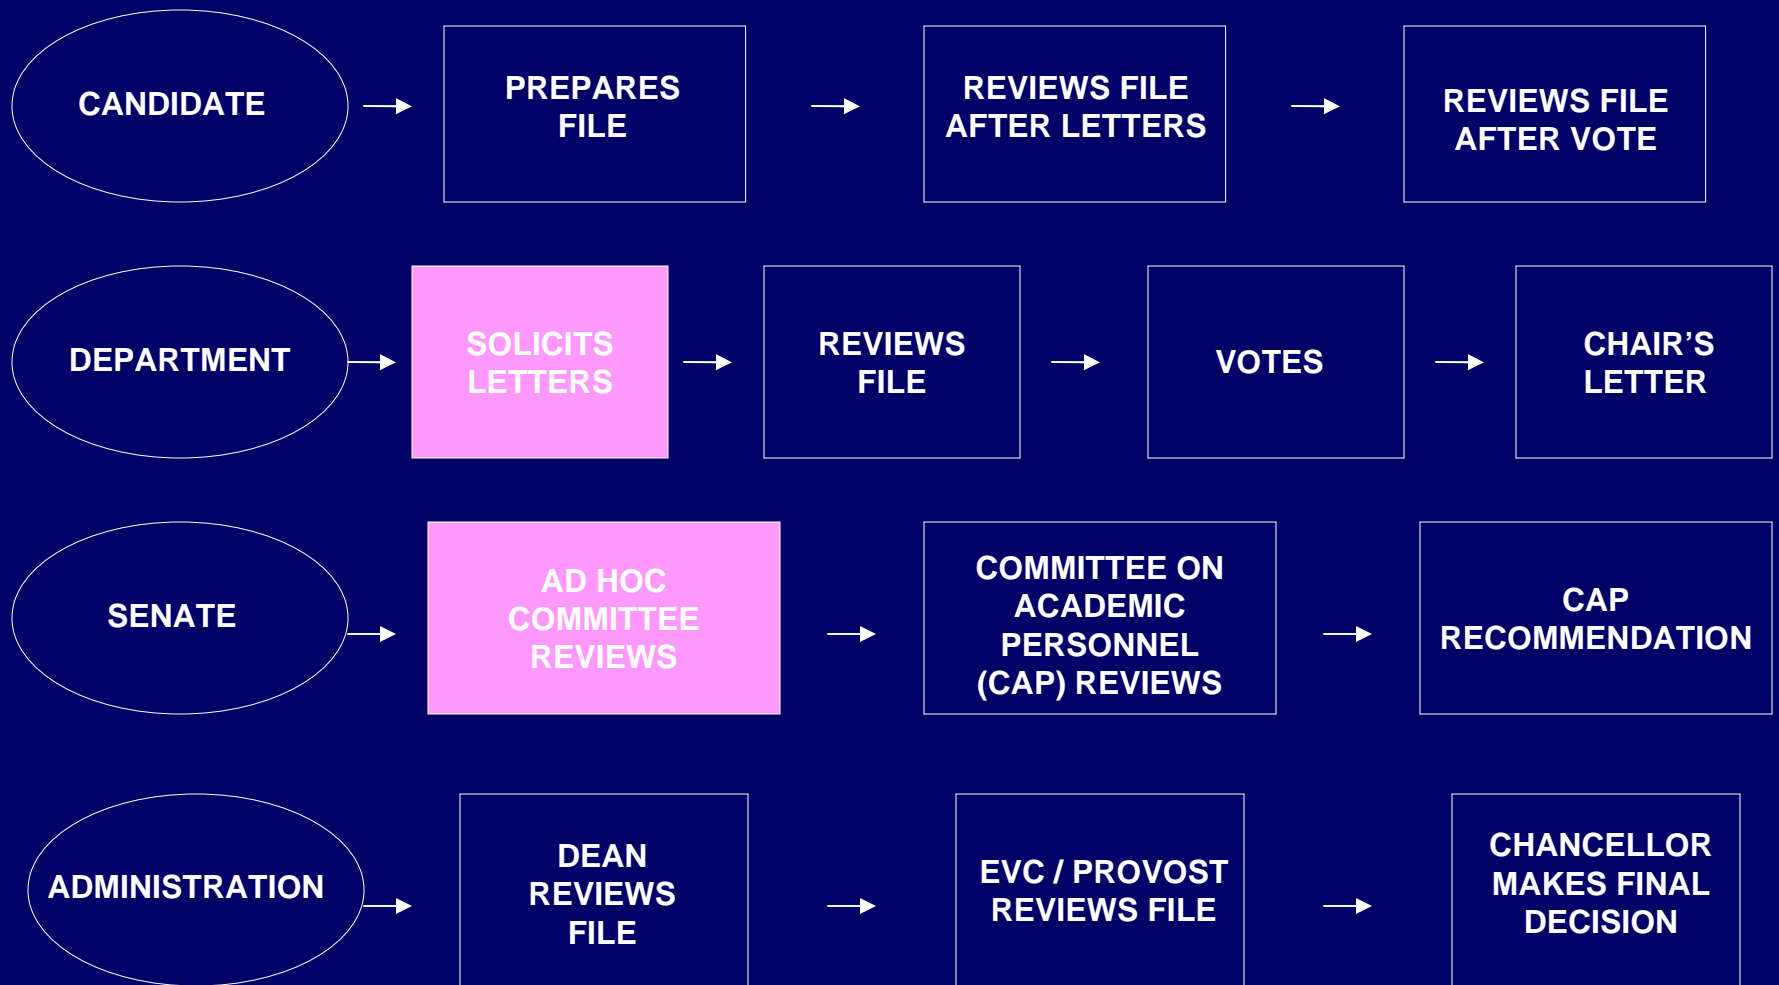 CANDIDATE
PREPARES
FILE
REVIEWS FILE
AFTER LETTERS
REVIEWS FILE
AFTER VOTE
DEPARTMENT
SOLICITS
LETTERS
REVIEWS
FILE
VOTES
CHAIR’S
LETTER
SENATE
AD HOC
COMMITTEE
REVIEWS
COMMITTEE ON
ACADEMIC
PERSONNEL
(CAP) REVIEWS
CAP
RECOMMENDATION
ADMINISTRATION
DEAN
REVIEWS
FILE
EVC / PROVOST
REVIEWS FILE
CHANCELLOR
MAKES FINAL
DECISION